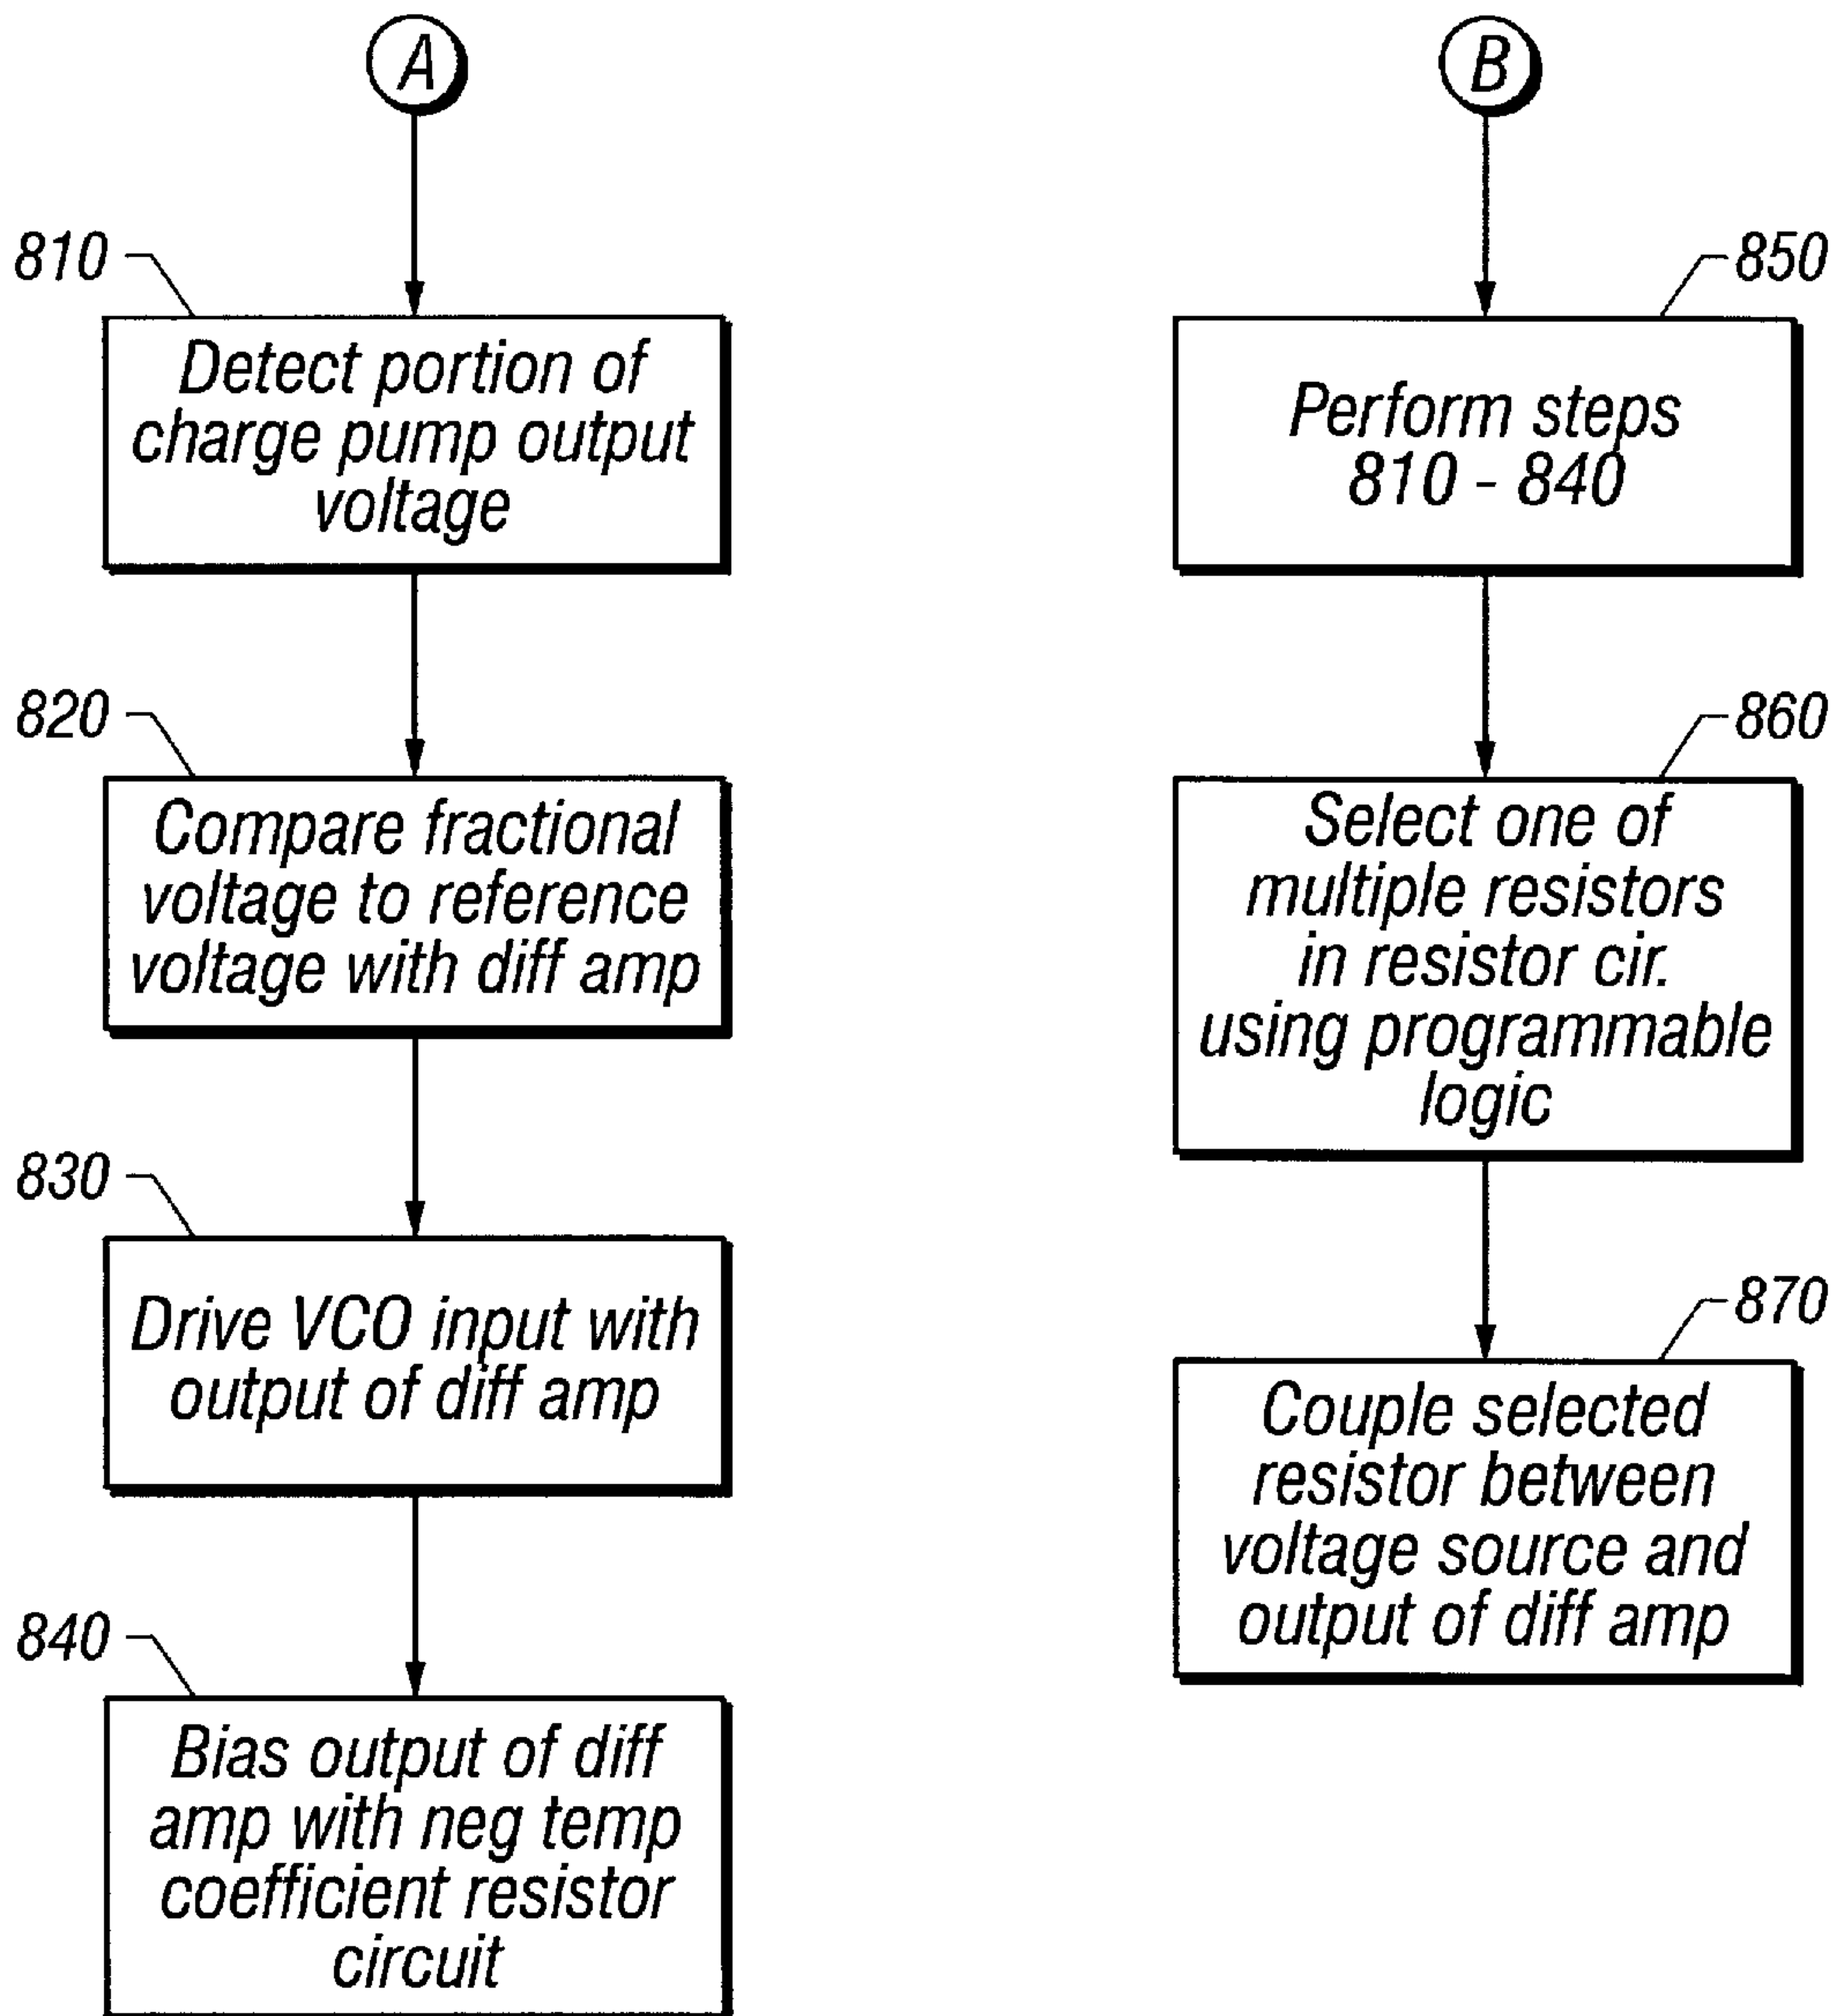 A
810
Detect portion of
charge pump output
voltage
820
Compare fractional
voltage to reference
voltage with diff amp
830
Drive VCO input with
output of diff amp
840
Bias output of diff
amp with neg temp
coefficient resistor
circuit
B
850
Perform steps
810 - 840
860
Select one of
multiple resistors
in resistor cir.
using programmable
logic
870
Couple selected
resistor between
voltage source and
output of diff amp